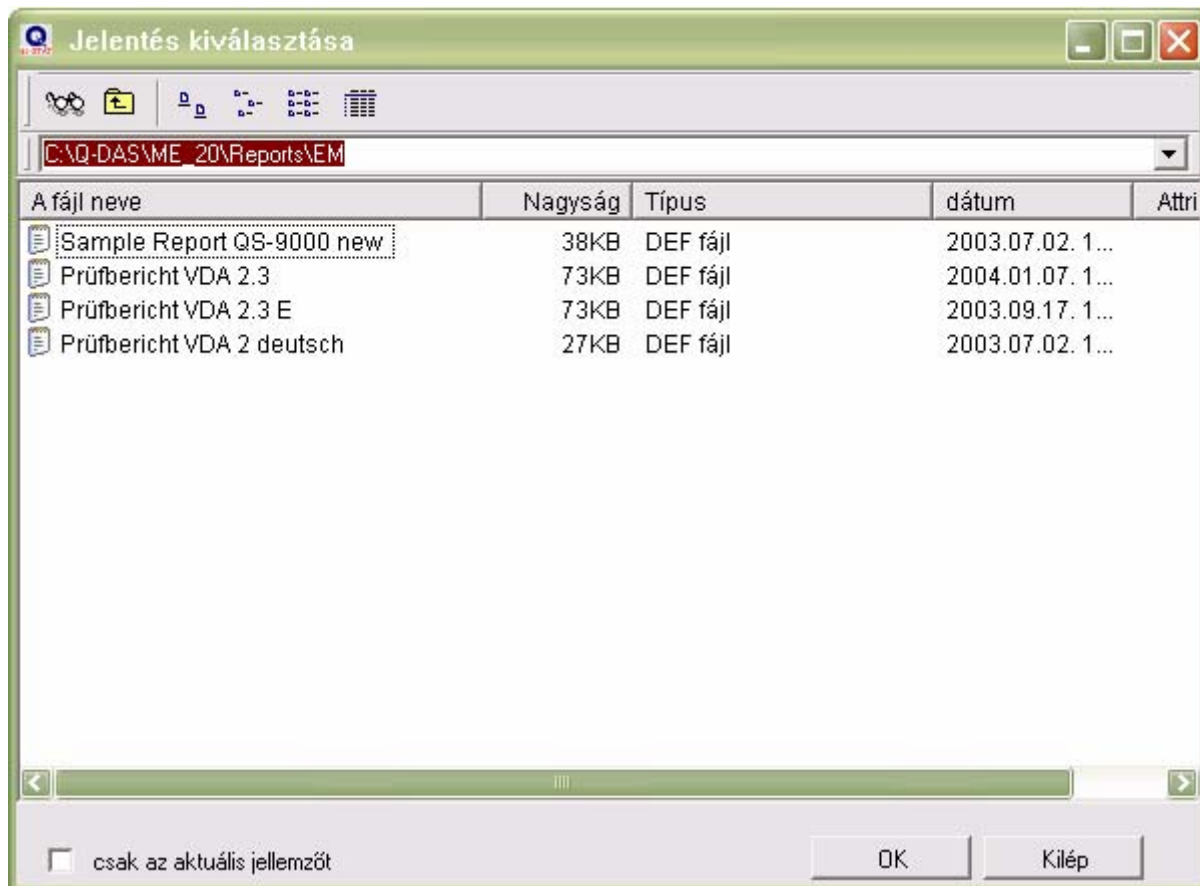 Jelentés kiválasztása
C:\Q-DAS\ME_20\Reports\EM
A fájl neve Nagyság Típus dátum Attri
Sample Report QS-9000 new 38KB DEF fájl 2003.07.02. 1...
Prüfbericht VDA 2.3 73KB DEF fájl 2004.01.07. 1...
Prüfbericht VDA 2.3 E 73KB DEF fájl 2003.09.17. 1...
Prüfbericht VDA 2 deutsch 27KB DEF fájl 2003.07.02. 1...
csak az aktuális jellemzőt OK Kilép